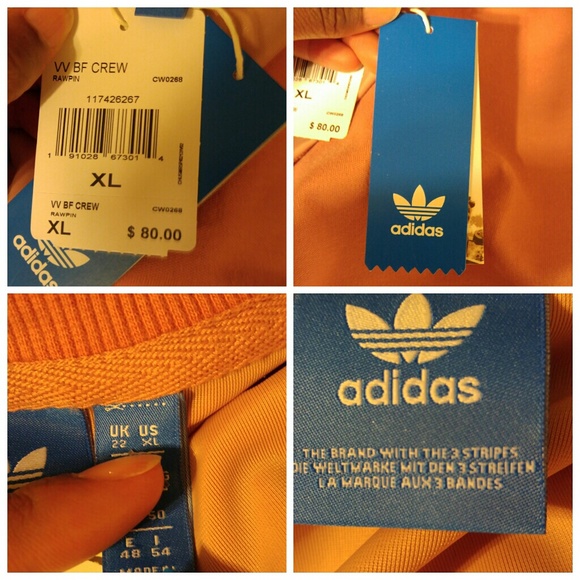 VV BF CREW
RAWPIN CW0268
117426267
1 91028 67301 4
XL
VV BF CREW
RAWPIN CW0268
XL $ 80.00
67301 4
XL
$ 80.00
adidas
UK US
22 XL
50
E I
48 54
adidas
THE BRAND WITH THE 3 STRIPES
DIE WELTMARKE MIT DEN 3 STREIFEN
LA MARQUE AUX 3 BANDES